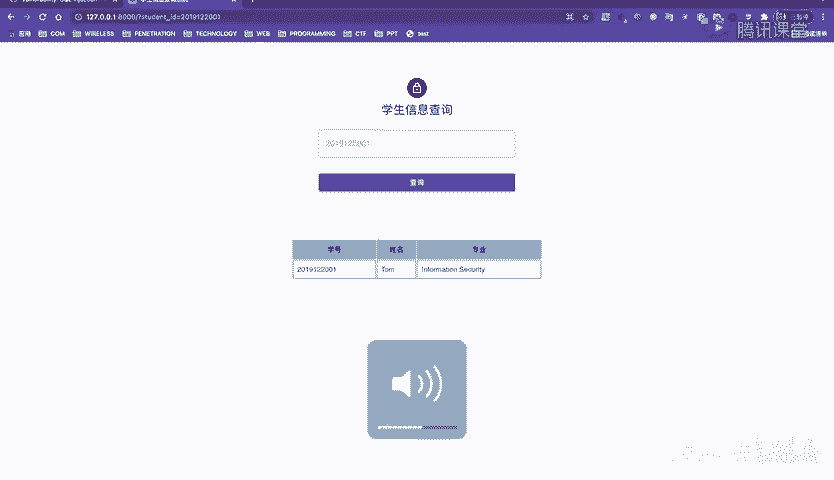 127.0.0.1:8000/?student_id=2019122001
应用 COM WIRELESS PENETRATION TECHNOLOGY WEB PROGRAMMING CTF PPT test
腾讯课堂
学生信息查询
查询
学号 姓名 专业
2019122001 Tom Information Security